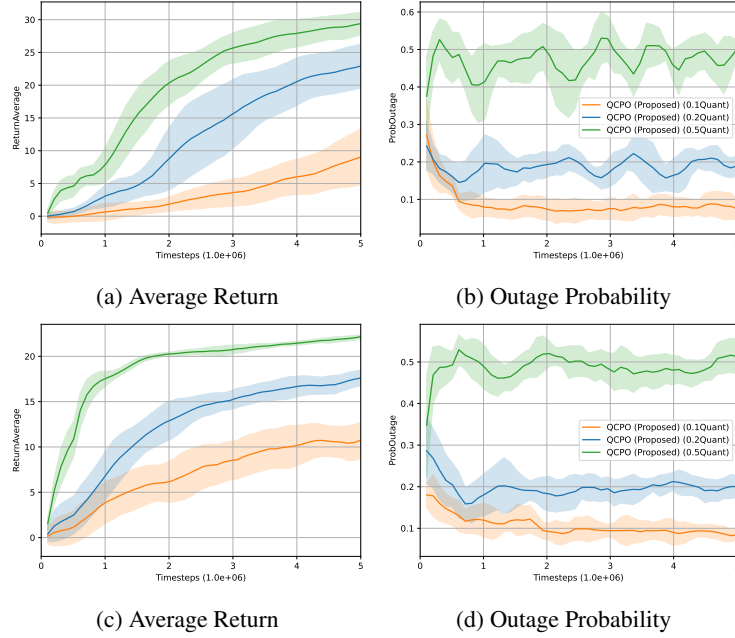 30
25
20
15
10
5
0
ReturnAverage
0 1 2 3 4 5
Timesteps (1.0e+06)
(a) Average Return
0.6
0.5
0.4
0.3
0.2
0.1
ProbOutage
QCPO (Proposed) (0.1Quant)
QCPO (Proposed) (0.2Quant)
QCPO (Proposed) (0.5Quant)
0 1 2 3 4
Timesteps (1.0e+06)
(b) Outage Probability
20
15
10
5
0
ReturnAverage
0 1 2 3 4 5
Timesteps (1.0e+06)
(c) Average Return
0.5
0.4
0.3
0.2
0.1
ProbOutage
QCPO (Proposed) (0.1Quant)
QCPO (Proposed) (0.2Quant)
QCPO (Proposed) (0.5Quant)
0 1 2 3 4
Timesteps (1.0e+06)
(d) Outage Probability